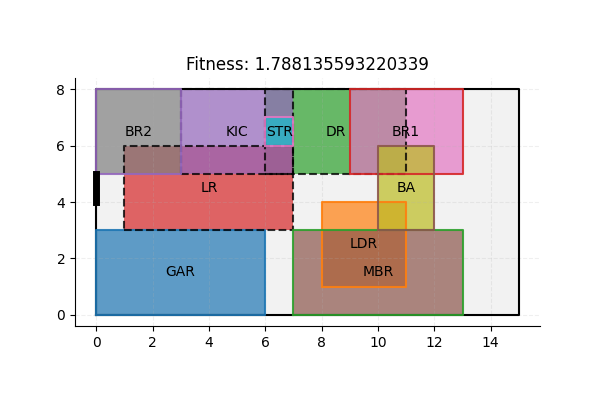 Fitness: 1.788135593220339
8
BR2 KIC STR DR BR1
6
LR BA
4
LDR
2
GAR MBR
0
0 2 4 6 8 10 12 14